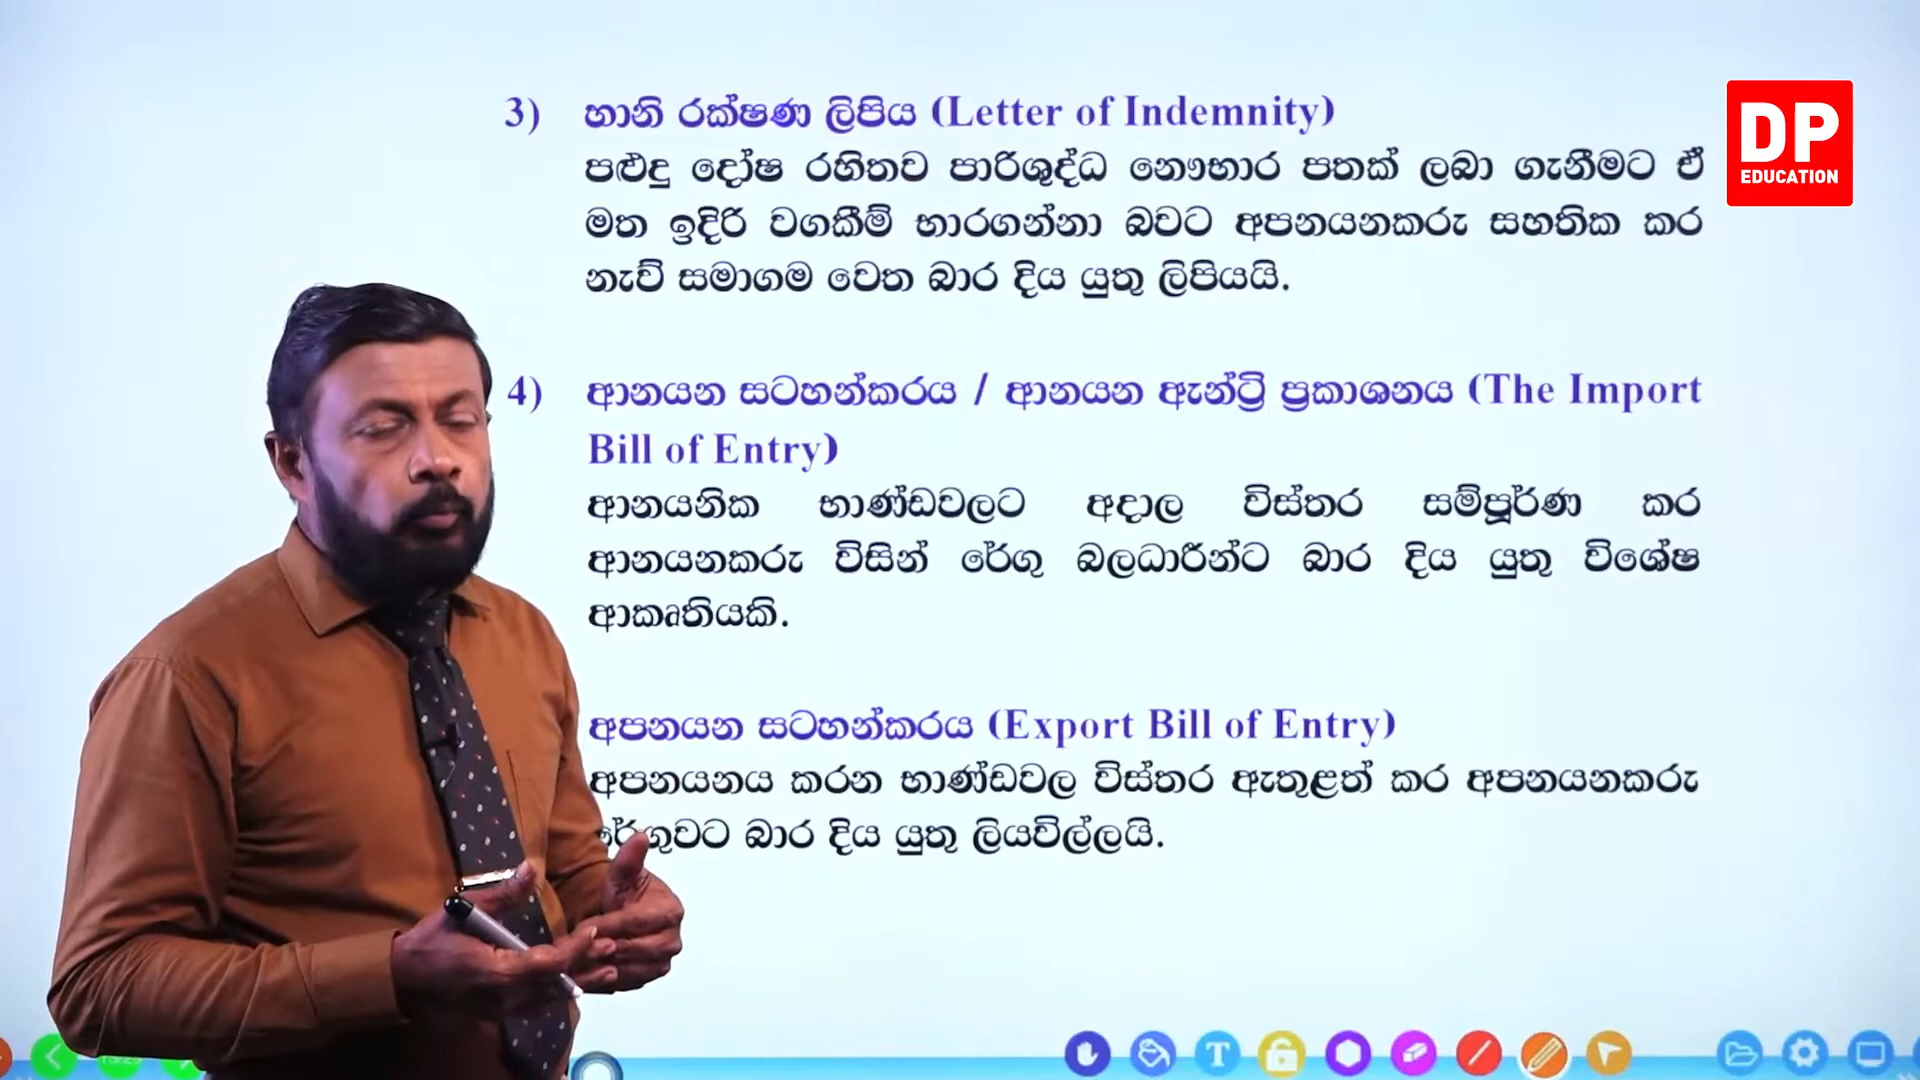 DP
EDUCATION
3) හානි රක්ෂණ ලිපිය (Letter of Indemnity)
පළුදු දෝෂ රහිතව පාරිශුද්ධ නෞභාර පතක් ලබා ගැනීමට ඒ
මත ඉදිරි වගකීම් භාරගන්නා බවට අපනයනකරු සහතික කර
නැව් සමාගම වෙත බාර දිය යුතු ලිපියයි.
4) ආනයන සටහන්කරය / ආනයන ඇන්ට්‍රි ප්‍රකාශනය (The Import
Bill of Entry)
ආනයනික භාණ්ඩවලට අදාල විස්තර සම්පූර්ණ කර
ආනයනකරු විසින් රේගු බලධාරීන්ට බාර දිය යුතු විශේෂ
ආකෘතියකි.
අපනයන සටහන්කරය (Export Bill of Entry)
අපනයනය කරන භාණ්ඩවල විස්තර ඇතුළත් කර අපනයනකරු
රේගුවට බාර දිය යුතු ලියවිල්ලයි.